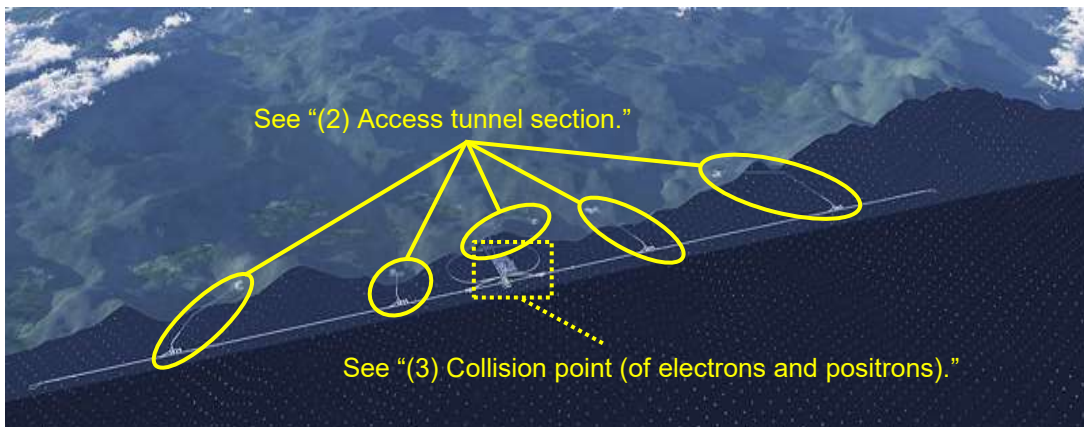 See “(2) Access tunnel section.”
See “(3) Collision point (of electrons and positrons).”